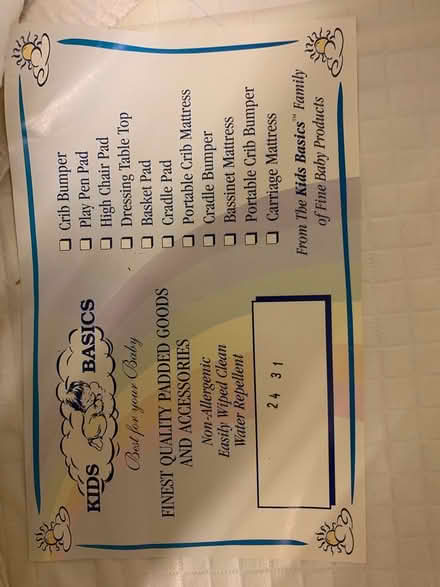 KIDS BASICS
Best for your Baby
FINEST QUALITY PADDED GOODS
AND ACCESSORIES
Non-Allergenic
Easily Wiped Clean
Water Repellent
24 31
Crib Bumper
Play Pen Pad
High Chair Pad
Dressing Table Top
Basket Pad
Cradle Pad
Portable Crib Mattress
Cradle Bumper
Bassinet Mattress
Portable Crib Bumper
Carriage Mattress
From The Kids Basics™ Family
of Fine Baby Products